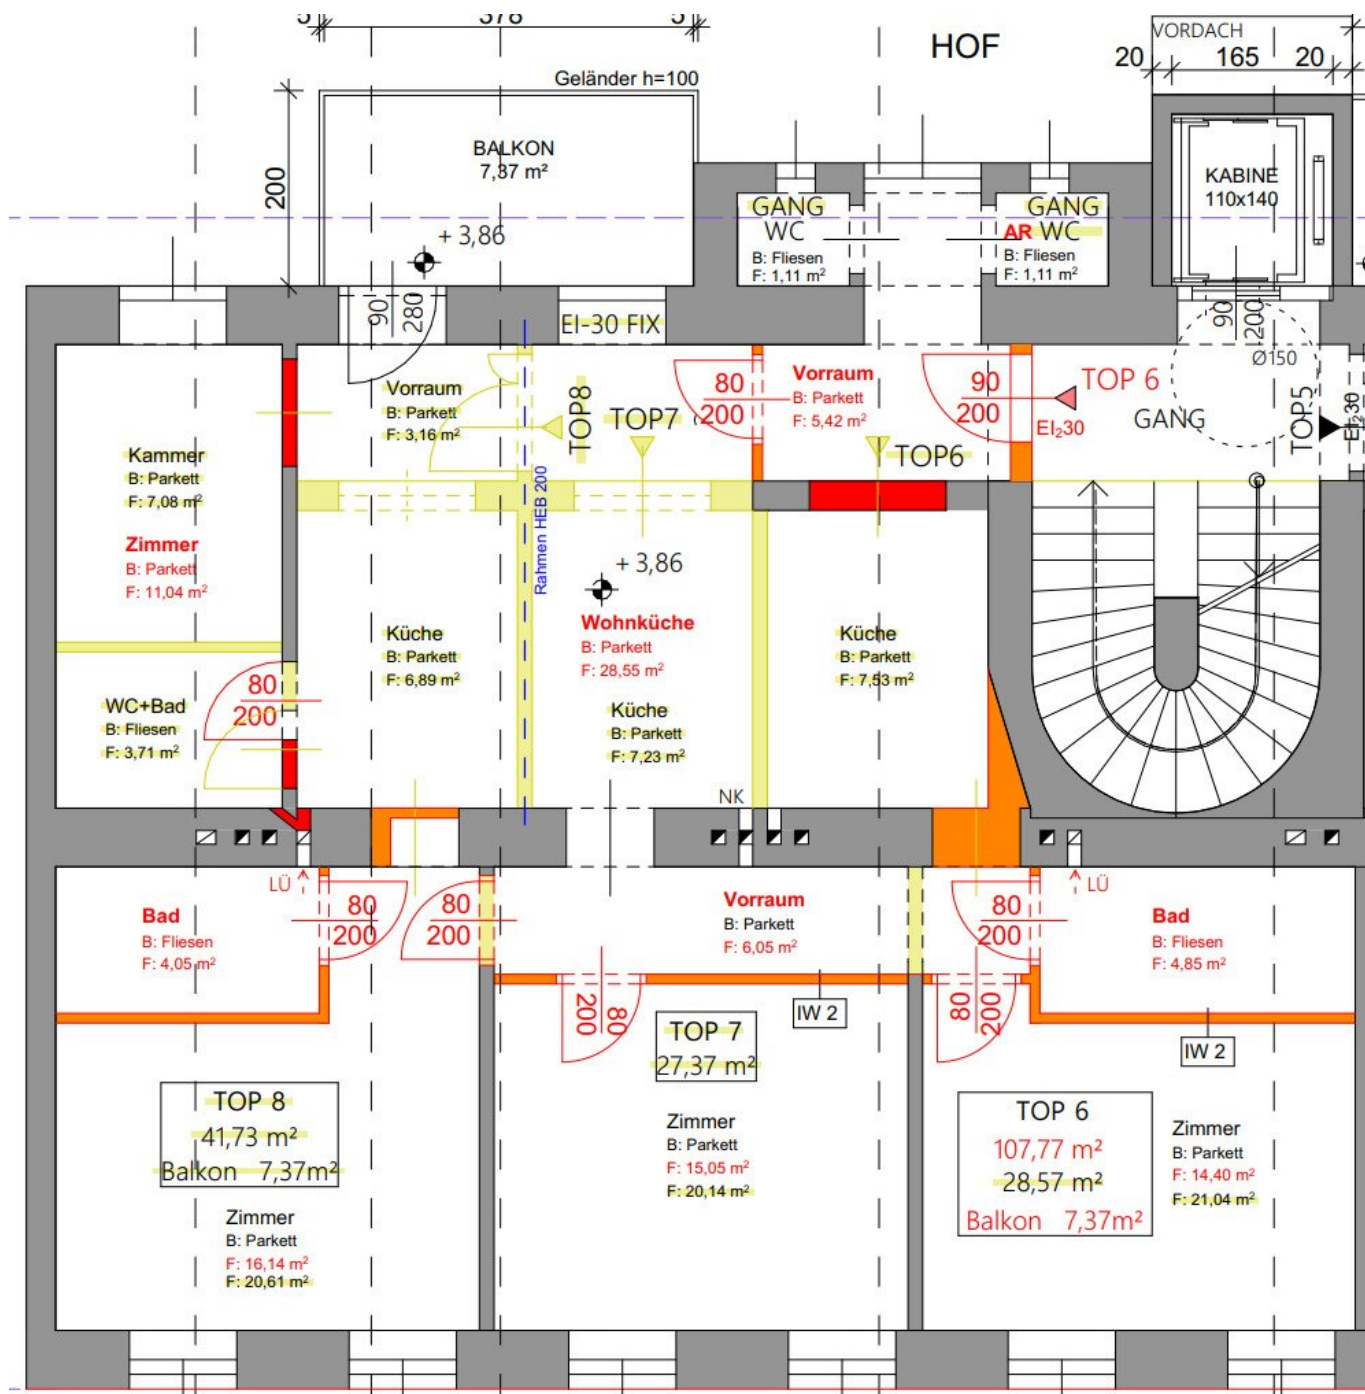 5 378 5
HOF
VORDACH
20 165 20
Geländer h=100
200
BALKON
7,37 m²
+ 3,86
90
280
EI-30 FIX
GANG
WC
B: Fliesen
F: 1,11 m²
GANG
AR WC
B: Fliesen
F: 1,11 m²
KABINE
110x140
90
200
Ø150
Vorraum
B: Parkett
F: 3,16 m²
TOP8
TOP7
80
200
Vorraum
B: Parkett
F: 5,42 m²
TOP6
90
200
EI₂30
TOP 6
GANG
TOP.5
EI₂30
Kammer
B: Parkett
F: 7,08 m²
Zimmer
B: Parkett
F: 11,04 m²
Rahmen HEB 200
+ 3,86
Wohnküche
B: Parkett
F: 28,55 m²
Küche
B: Parkett
F: 6,89 m²
Küche
B: Parkett
F: 7,23 m²
Küche
B: Parkett
F: 7,53 m²
WC+Bad
B: Fliesen
F: 3,71 m²
80
200
NK
LÜ
LÜ
Bad
B: Fliesen
F: 4,05 m²
80
200
80
200
Vorraum
B: Parkett
F: 6,05 m²
80
200
Bad
B: Fliesen
F: 4,85 m²
80
200
80
200
IW 2
IW 2
TOP 7
27,37 m²
Zimmer
B: Parkett
F: 15,05 m²
F: 20,14 m²
TOP 8
41,73 m²
Balkon 7,37m²
Zimmer
B: Parkett
F: 16,14 m²
F: 20,61 m²
TOP 6
107,77 m²
28,57 m²
Balkon 7,37m²
Zimmer
B: Parkett
F: 14,40 m²
F: 21,04 m²